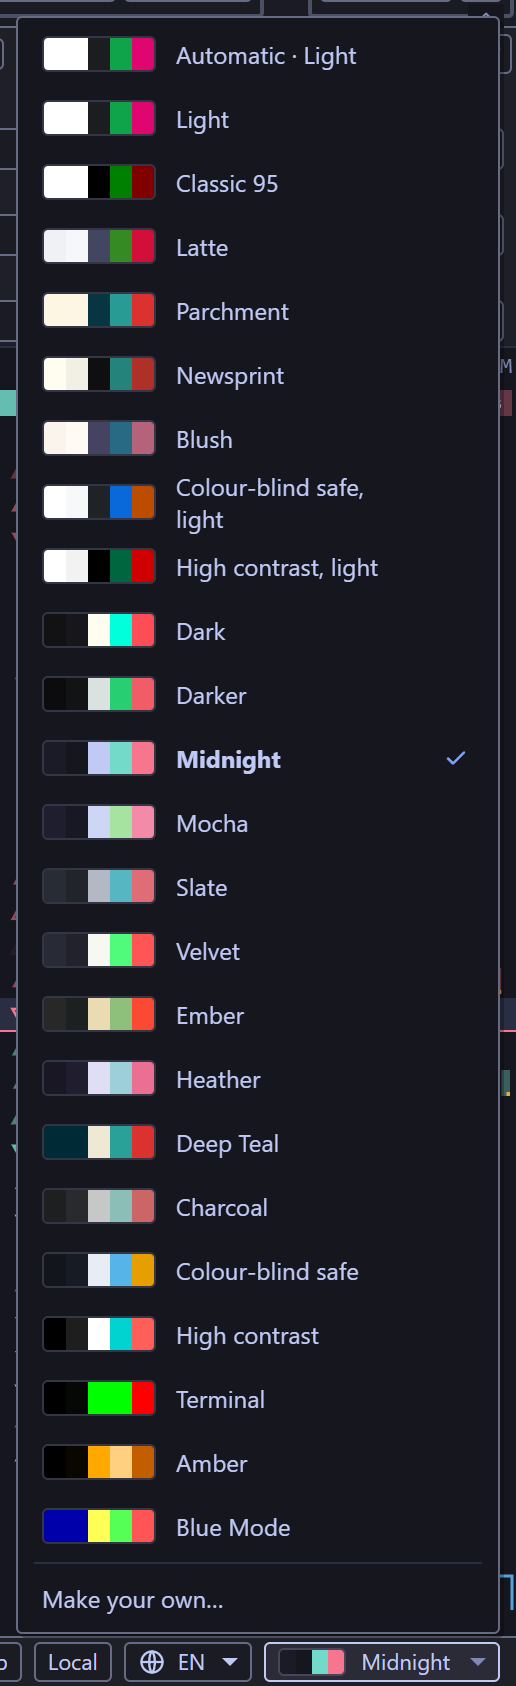 Automatic · Light
Light
Classic 95
Latte
Parchment
Newsprint
Blush
Colour-blind safe,
light
High contrast, light
Dark
Darker
Midnight
Mocha
Slate
Velvet
Ember
Heather
Deep Teal
Charcoal
Colour-blind safe
High contrast
Terminal
Amber
Blue Mode
Make your own...
Local EN Midnight